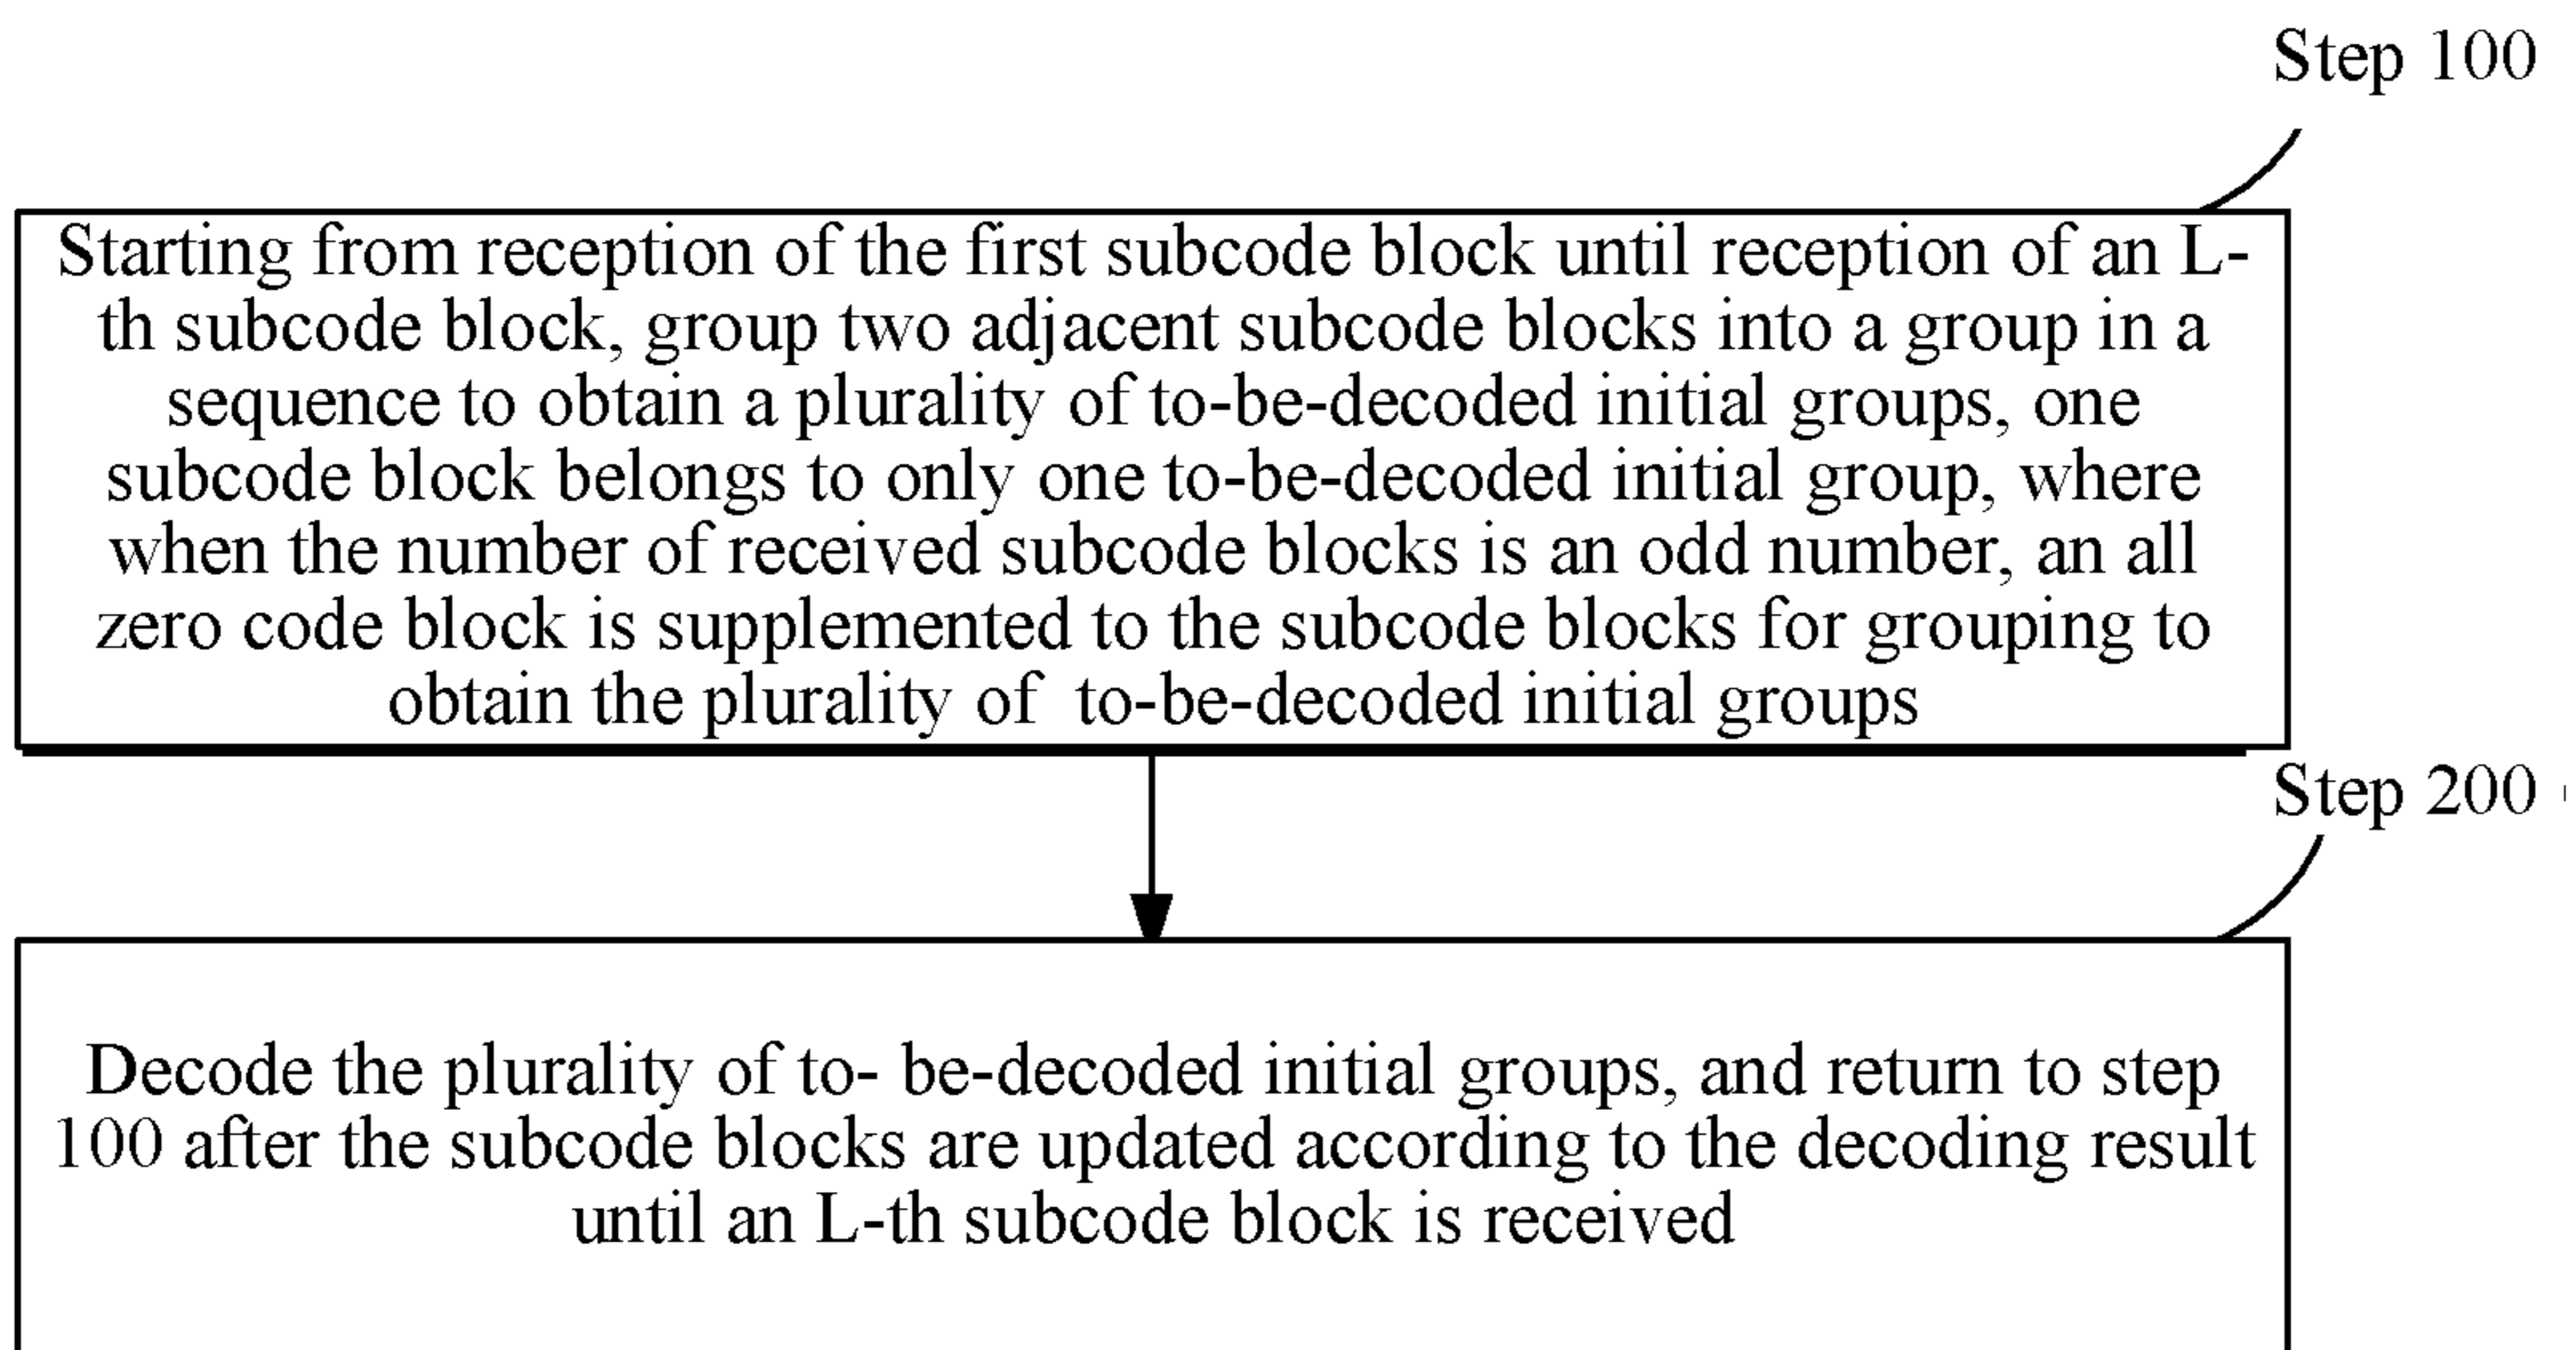 Step 100
Starting from reception of the first subcode block until reception of an L-
th subcode block, group two adjacent subcode blocks into a group in a
sequence to obtain a plurality of to-be-decoded initial groups, one
subcode block belongs to only one to-be-decoded initial group, where
when the number of received subcode blocks is an odd number, an all
zero code block is supplemented to the subcode blocks for grouping to
obtain the plurality of  to-be-decoded initial groups
Step 200
Decode the plurality of to- be-decoded initial groups, and return to step
100 after the subcode blocks are updated according to the decoding result
until an L-th subcode block is received